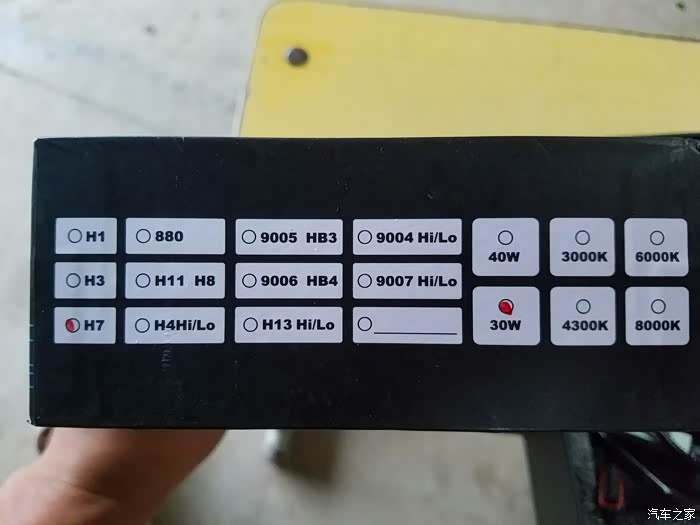 H1 880 9005 HB3 9004 Hi/Lo 40W 3000K 6000K
H3 H11 H8 9006 HB4 9007 Hi/Lo
H7 H4Hi/Lo H13 Hi/Lo 30W 4300K 8000K
汽车之家